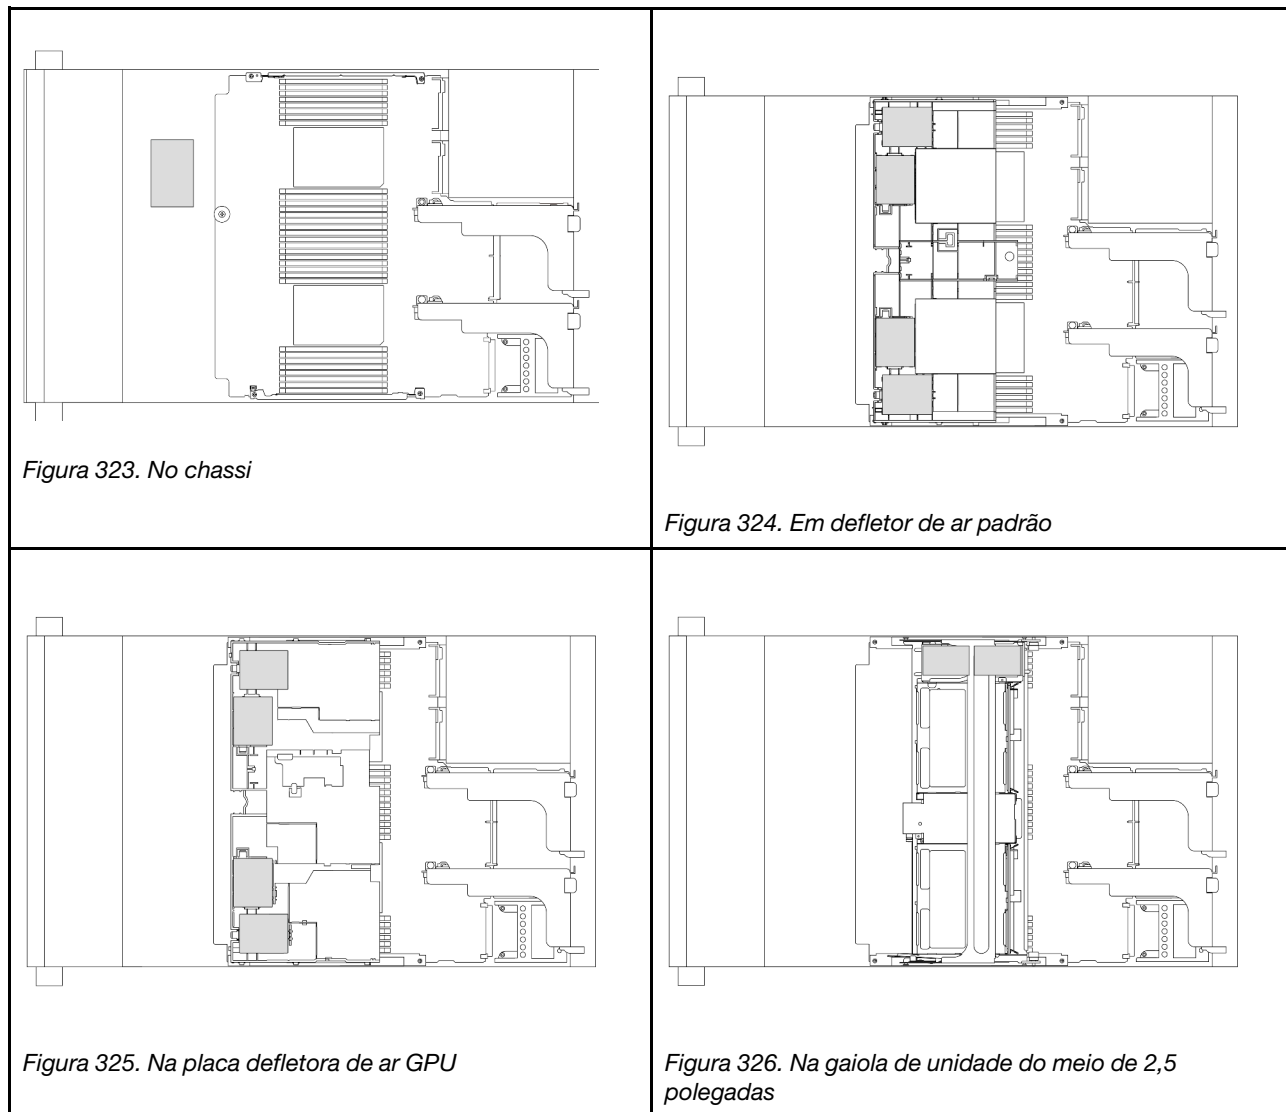 Figura 323. No chassi
Figura 324. Em defletor de ar padrão
Figura 325. Na placa defletora de ar GPU
Figura 326. Na gaiola de unidade do meio de 2,5
polegadas